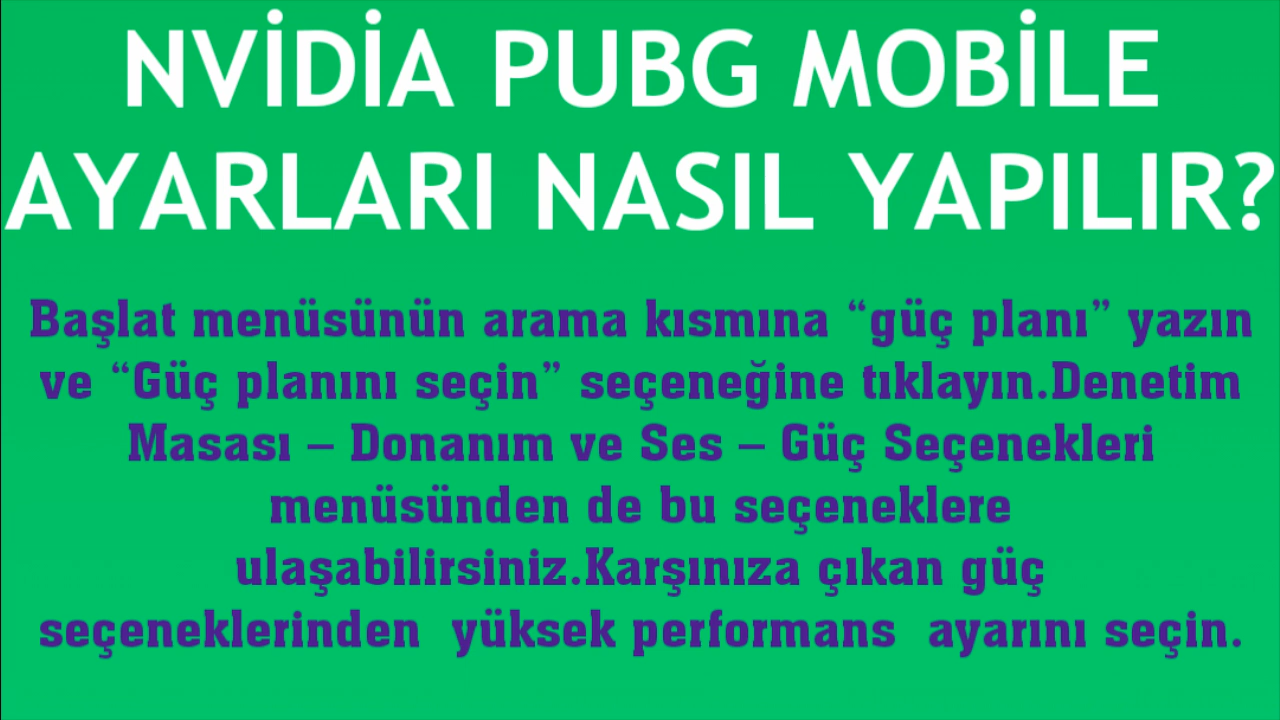 NVİDİA PUBG MOBİLE
AYARLARI NASIL YAPILIR?
Başlat menüsünün arama kısmına “güç planı” yazın
ve “Güç planını seçin” seçeneğine tıklayın.Denetim
Masası – Donanım ve Ses – Güç Seçenekleri
menüsünden de bu seçeneklere
ulaşabilirsiniz.Karşınıza çıkan güç
seçeneklerinden  yüksek performans  ayarını seçin.